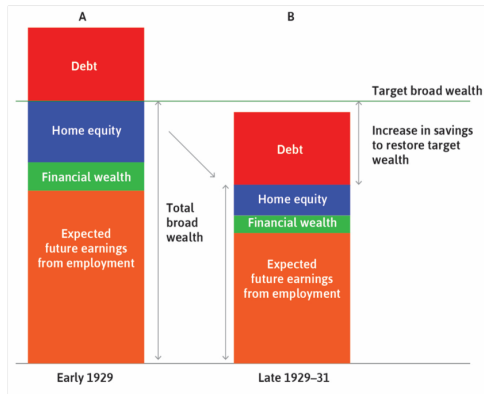 A
B
Debt
Target broad wealth
Home equity
Increase in savings
to restore target
wealth
Debt
Financial wealth
Home equity
Total
broad
wealth
Financial wealth
Expected
future earnings
from employment
Expected
future earnings
from employment
Early 1929
Late 1929–31